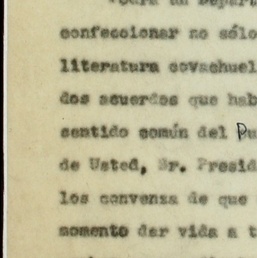 confeccionar no sólo
literatura covachuel
dos acuerdos que hab
sentido común del Pu
de Usted, Sr. Presid
los convenza de que
momento dar vida a t